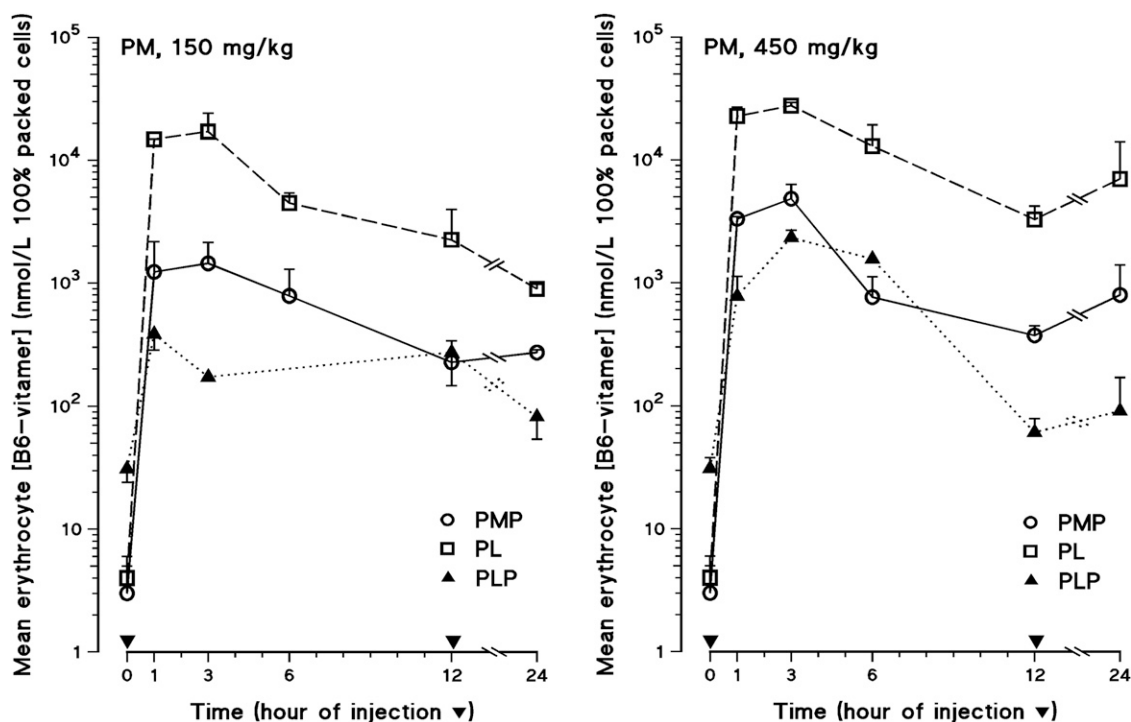 PM, 150 mg/kg
Mean erythrocyte [B6-vitamer] (nmol/L 100% packed cells)
10⁵
10⁴
10³
10²
10
1
PMP
PL
PLP
0 1 3 6 12 24
Time (hour of injection ▼)
PM, 450 mg/kg
Mean erythrocyte [B6-vitamer] (nmol/L 100% packed cells)
10⁵
10⁴
10³
10²
10
1
PMP
PL
PLP
0 1 3 6 12 24
Time (hour of injection ▼)